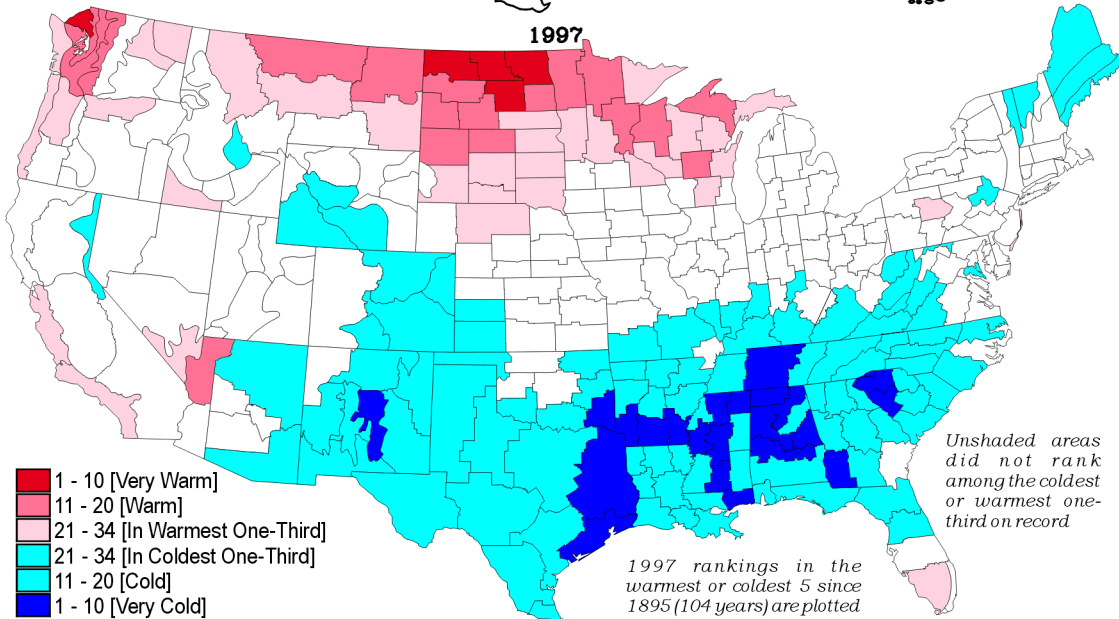 1997
Unshaded areas
did not rank
among the coldest
or warmest one-
third on record
1 - 10 [Very Warm]
11 - 20 [Warm]
21 - 34 [In Warmest One-Third]
21 - 34 [In Coldest One-Third]
11 - 20 [Cold]
1 - 10 [Very Cold]
1997 rankings in the
warmest or coldest 5 since
1895 (104 years) are plotted